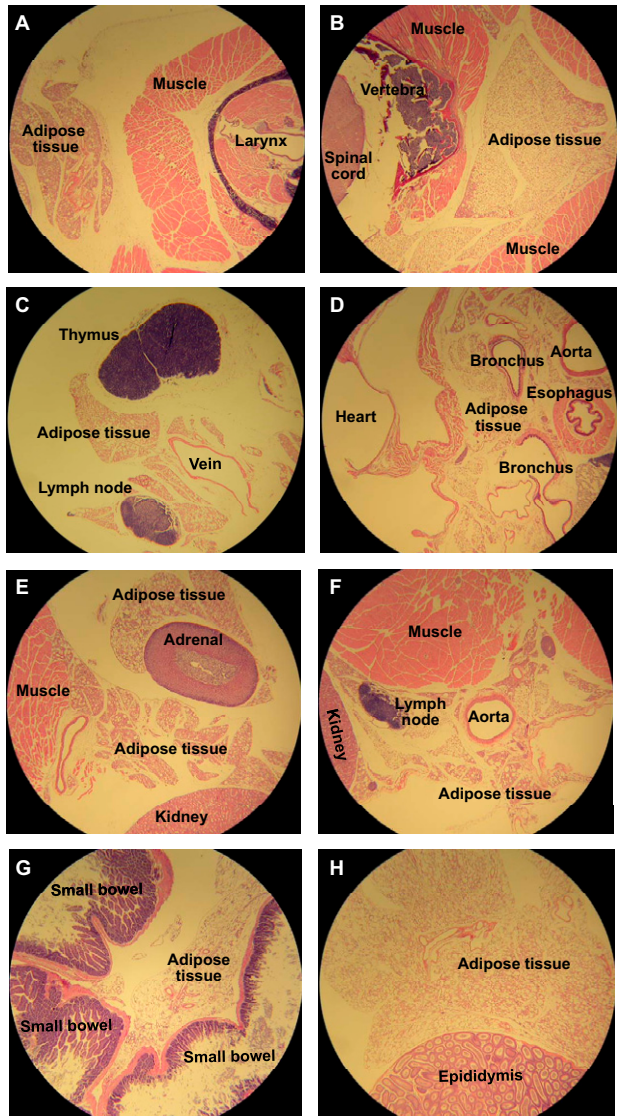 A
Muscle
Adipose
tissue
Larynx
B
Muscle
Vertebra
Adipose tissue
Spinal
cord
Muscle
C
Thymus
Adipose tissue
Vein
Lymph node
D
Bronchus
Aorta
Esophagus
Heart
Adipose
tissue
Bronchus
E
Adipose tissue
Adrenal
Muscle
Adipose tissue
Kidney
F
Muscle
Lymph
node
Aorta
Kidney
Adipose tissue
G
Small bowel
Adipose
tissue
Small bowel
Small bowel
H
Adipose tissue
Epididymis